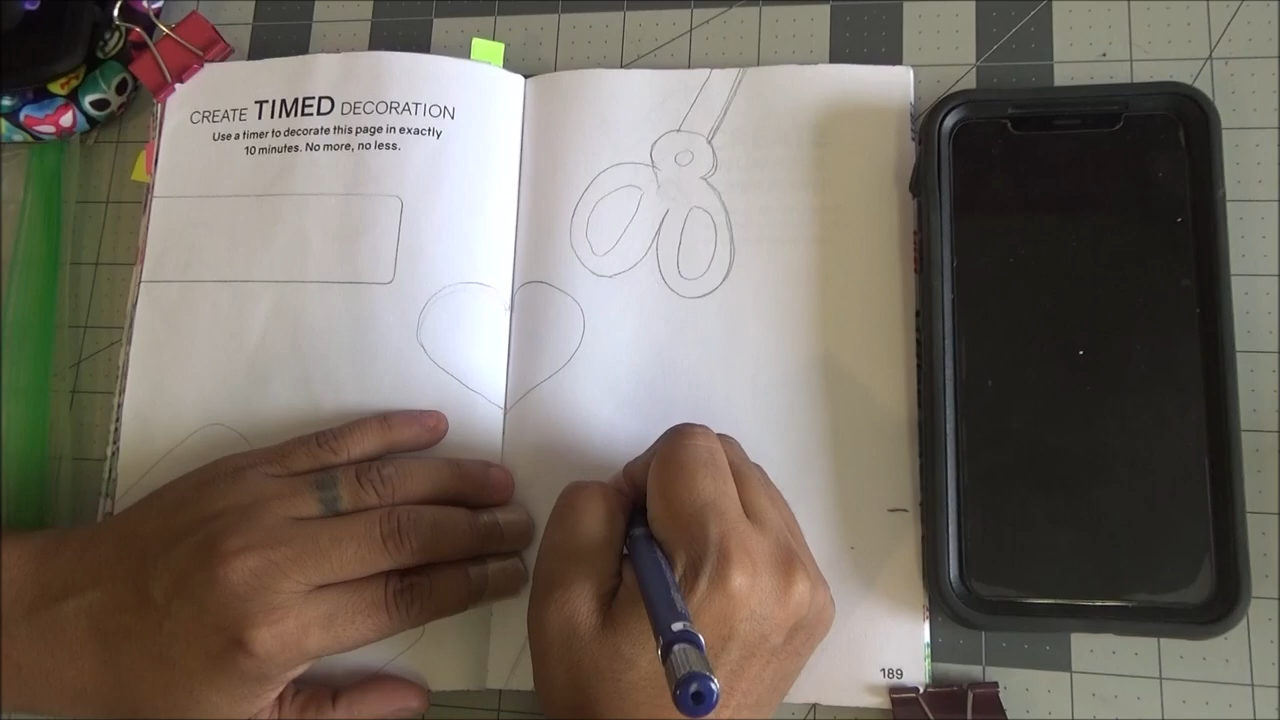 CREATE TIMED DECORATION
Use a timer to decorate this page in exactly
10 minutes. No more, no less.
189